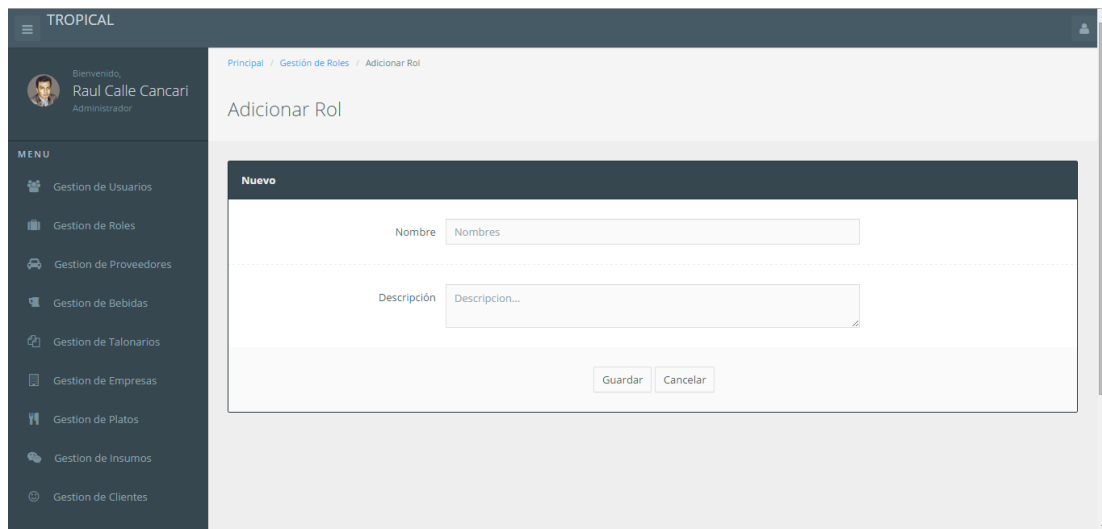 TROPICAL
Bienvenido,
Raul Calle Cancari
Administrador
MENU
Gestion de Usuarios
Gestion de Roles
Gestion de Proveedores
Gestion de Bebidas
Gestion de Talonarios
Gestion de Empresas
Gestion de Platos
Gestion de Insumos
Gestion de Clientes
Principal / Gestión de Roles / Adicionar Rol
Adicionar Rol
Nuevo
Nombre Nombres
Descripción Descripcion...
Guardar Cancelar